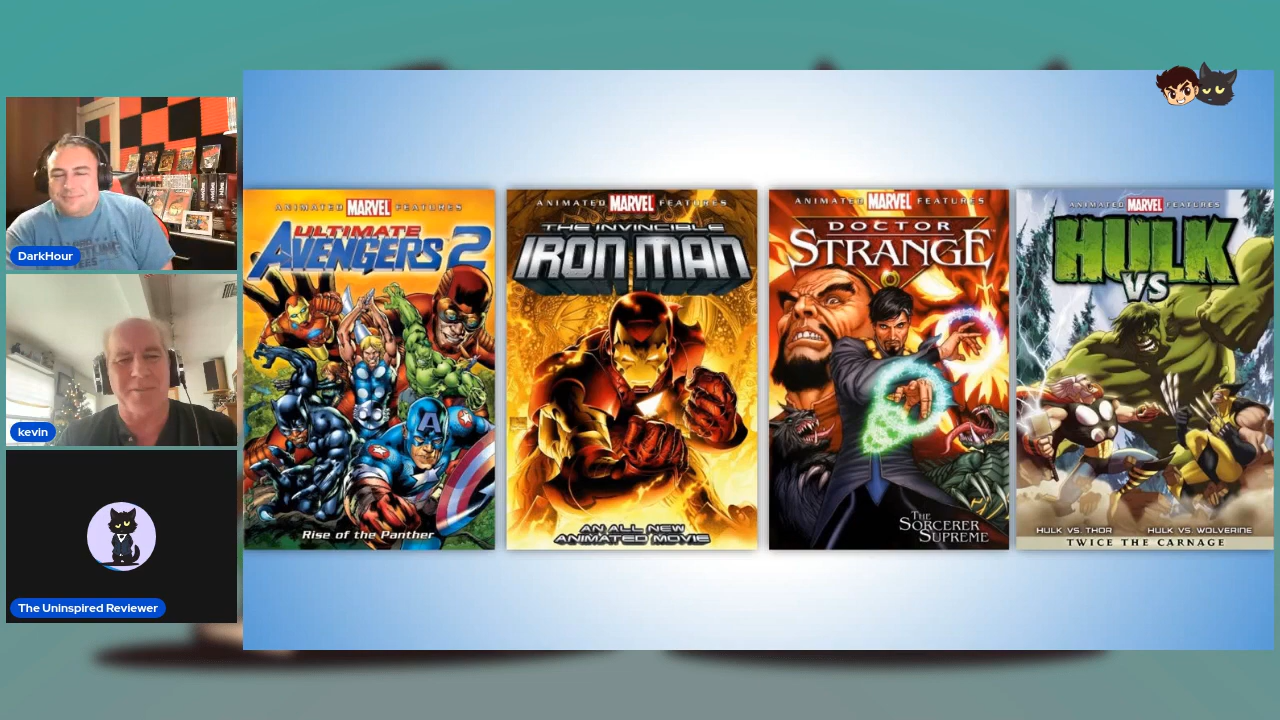 DarkHour
kevin
The Uninspired Reviewer
ANIMATED MARVEL FEATURES
ULTIMATE
AVENGERS 2
A
Rise of the Panther
ANIMATED MARVEL FEATURES
THE INVINCIBLE
IRON MAN
AN ALL NEW
ANIMATED MOVIE
ANIMATED MARVEL FEATURES
DOCTOR
STRANGE
THE
SORCERER
SUPREME
ANIMATED MARVEL FEATURES
HULK
VS
HULK VS. THOR HULK VS. WOLVERINE
TWICE THE CARNAGE